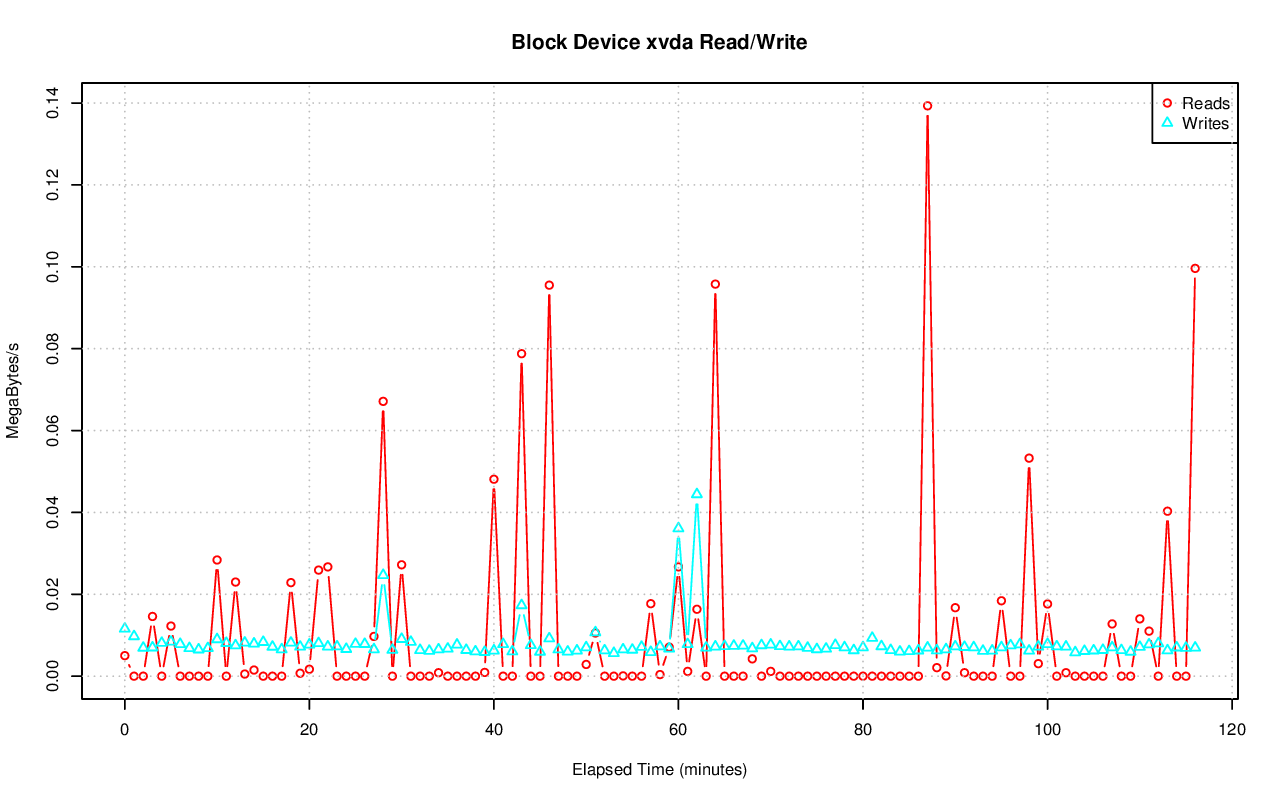 Block Device xvda Read/Write
Reads
Writes
MegaBytes/s
0.14
0.12
0.10
0.08
0.06
0.04
0.02
0.00
0 20 40 60 80 100 120
Elapsed Time (minutes)